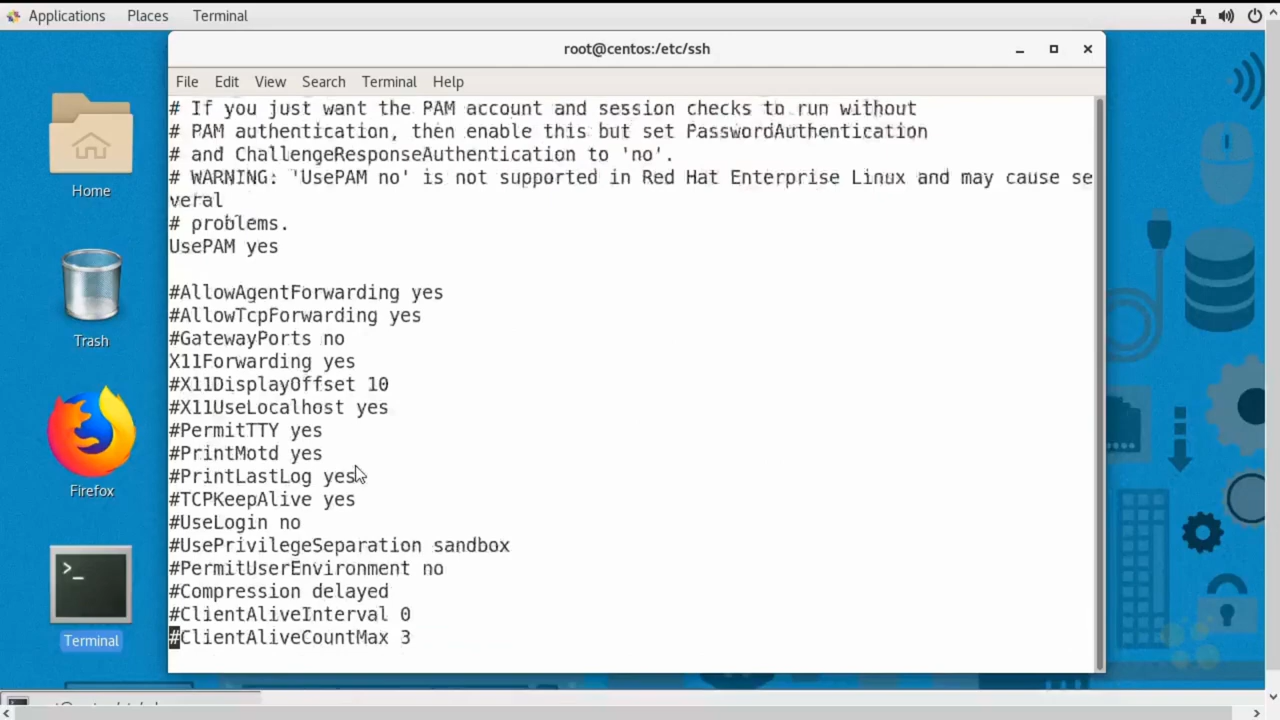 Applications Places Terminal
root@centos:/etc/ssh
File Edit View Search Terminal Help
# If you just want the PAM account and session checks to run without
# PAM authentication, then enable this but set PasswordAuthentication
# and ChallengeResponseAuthentication to 'no'.
# WARNING: 'UsePAM no' is not supported in Red Hat Enterprise Linux and may cause se
veral
# problems.
UsePAM yes
#AllowAgentForwarding yes
#AllowTcpForwarding yes
#GatewayPorts no
X11Forwarding yes
#X11DisplayOffset 10
#X11UseLocalhost yes
#PermitTTY yes
#PrintMotd yes
#PrintLastLog yes
#TCPKeepAlive yes
#UseLogin no
#UsePrivilegeSeparation sandbox
#PermitUserEnvironment no
#Compression delayed
#ClientAliveInterval 0
#ClientAliveCountMax 3
Home
Trash
Firefox
Terminal